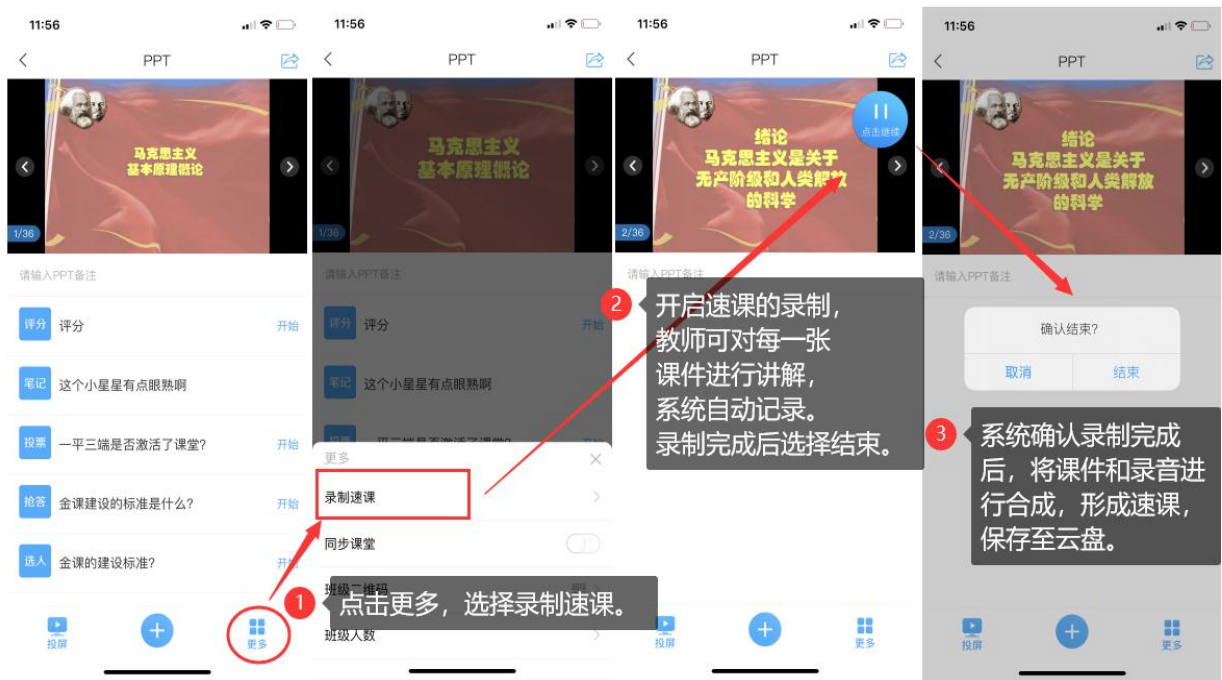 11:56
PPT
马克思主义
基本原理概论
1/36
请输入PPT备注
评分 评分 开始
笔记 这个小星星有点眼熟啊
投票 一平三端是否激活了课堂? 开始
抢答 金课建设的标准是什么? 开始
选人 金课的建设标准? 开始
投屏
更多
11:56
PPT
马克思主义
基本原理概论
1/36
请输入PPT备注
评分 评分 开始
笔记 这个小星星有点眼熟啊
更多
录制速课
同步课堂
班级二维码
班级人数
1 点击更多，选择录制速课。
11:56
PPT
点击继续
绪论
马克思主义是关于
无产阶级和人类解放
的科学
2/36
请输入PPT备注
2 开启速课的录制，
教师可对每一张
课件进行讲解，
系统自动记录。
录制完成后选择结束。
投屏
更多
11:56
PPT
绪论
马克思主义是关于
无产阶级和人类解放
的科学
2/36
请输入PPT备注
确认结束?
取消 结束
3 系统确认录制完成
后，将课件和录音进
行合成，形成速课，
保存至云盘。
投屏
更多